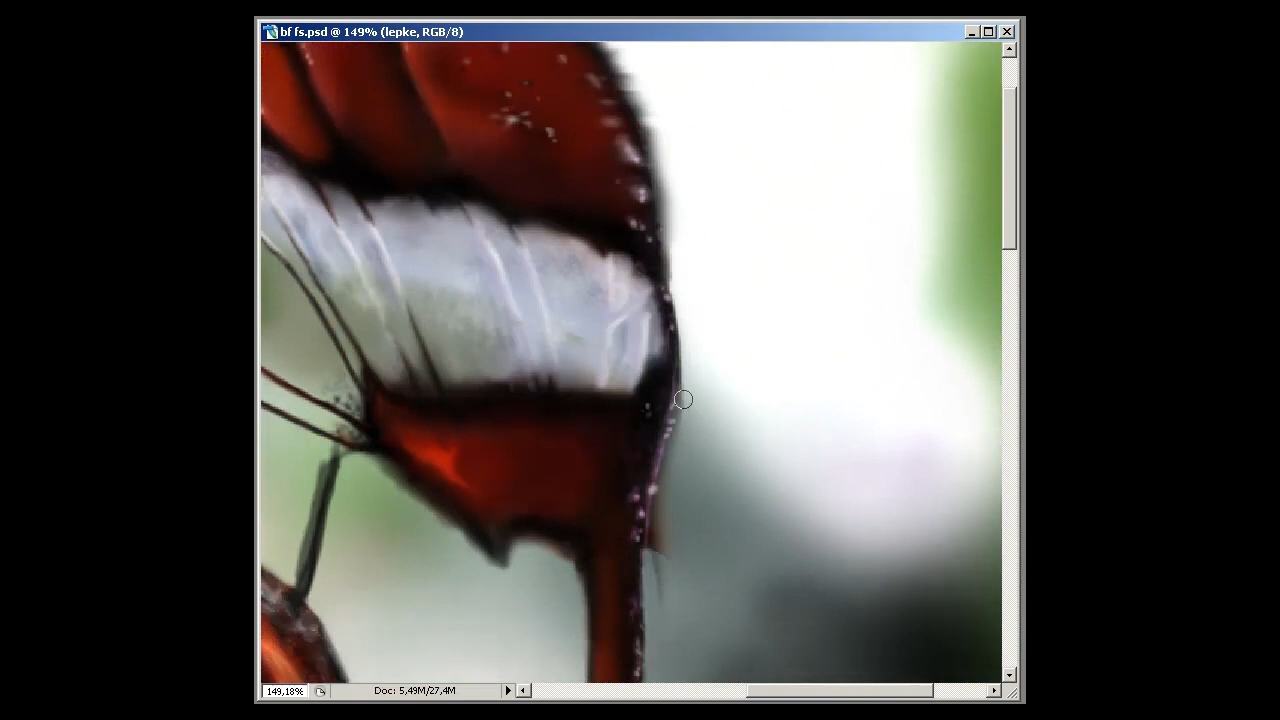 bf fs.psd @ 149% (lepke, RGB/8)
149,18% Doc: 5,49M/27,4M